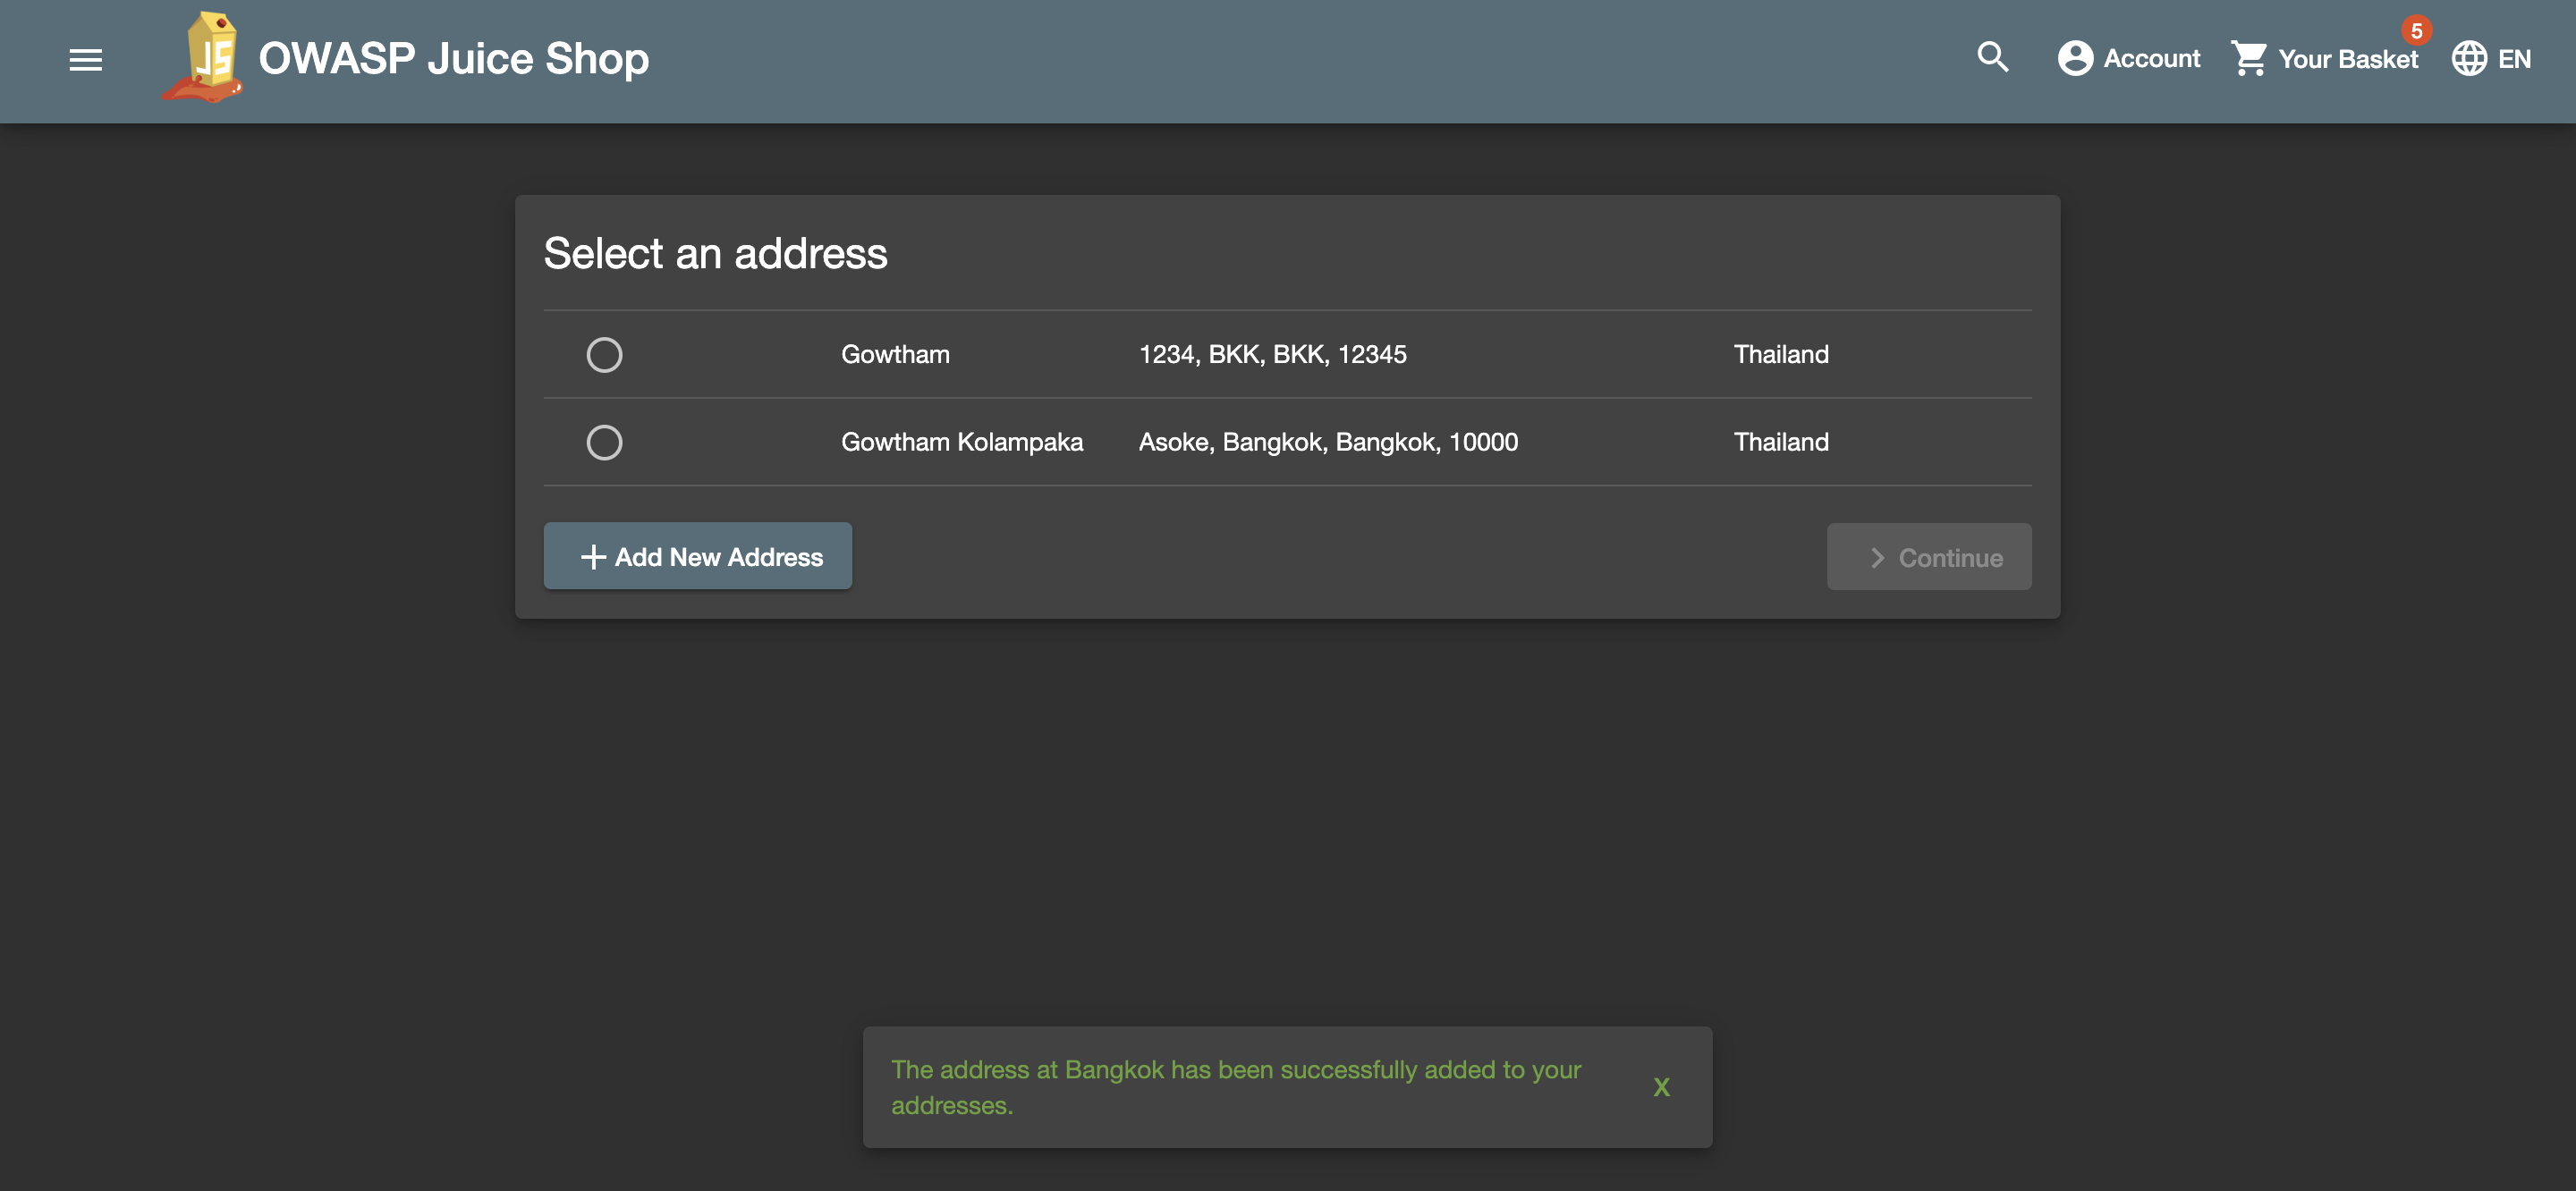 JS OWASP Juice Shop Account Your Basket 5 EN
Select an address
Gowtham 1234, BKK, BKK, 12345 Thailand
Gowtham Kolampaka Asoke, Bangkok, Bangkok, 10000 Thailand
Add New Address Continue
The address at Bangkok has been successfully added to your
addresses.
X